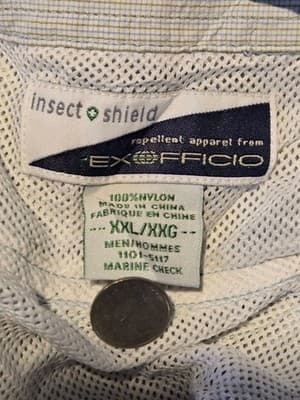 insect shield
repellent apparel from
EXOFFICIO
100%NYLON
MADE IN CHINA
FABRIQUE EN CHINE
-- XXL/XXG --
MEN/HOMMES
1101-5117
MARINE CHECK